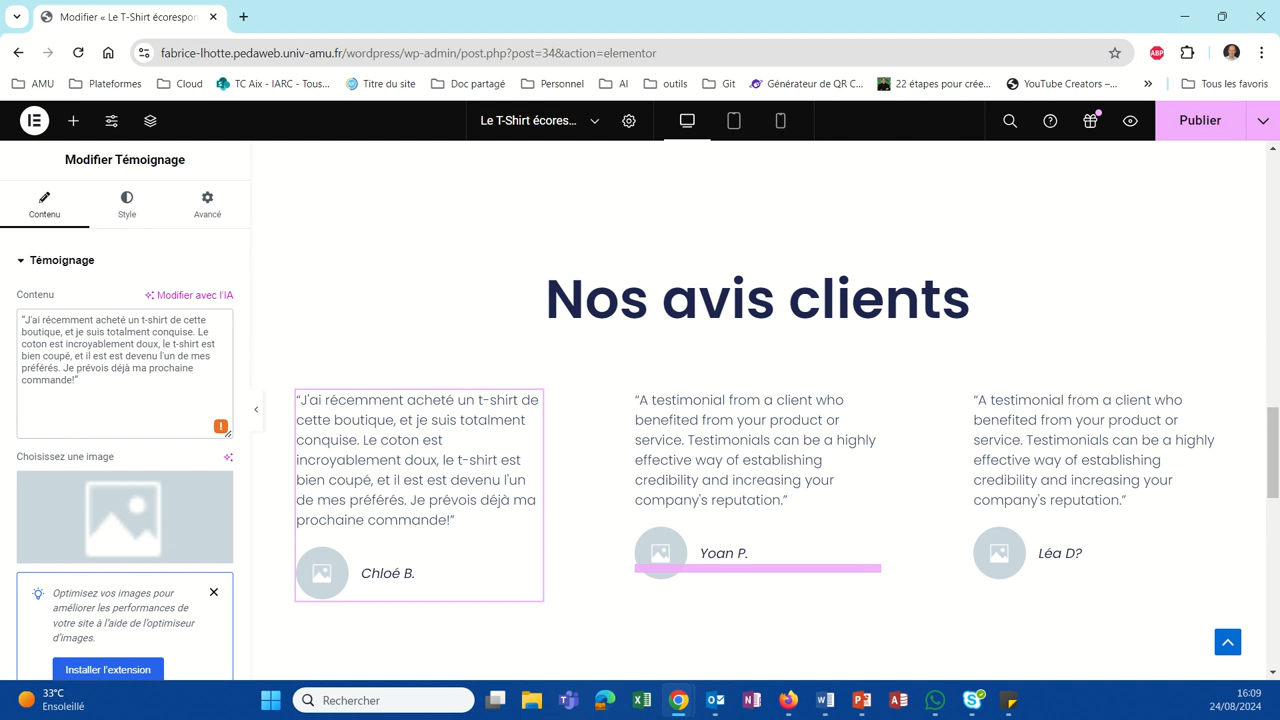 Modifier « Le T-Shirt écorespon
fabrice-lhotte.pedaweb.univ-amu.fr/wordpress/wp-admin/post.php?post=34&action=elementor
ABP
AMU
Plateformes
Cloud
TC Aix - IARC - Tous...
Titre du site
Doc partagé
Personnel
AI
outils
Git
Générateur de QR C...
22 étapes pour crée...
YouTube Creators –...
»
Tous les favoris
Le T-Shirt écores...
Publier
Modifier Témoignage
Contenu
Style
Avancé
Témoignage
Contenu
Modifier avec l'IA
“J'ai récemment acheté un t-shirt de cette
boutique, et je suis totalment conquise. Le
coton est incroyablement doux, le t-shirt est
bien coupé, et il est est devenu l'un de mes
préférés. Je prévois déjà ma prochaine
commande!”
Choisissez une image
Optimisez vos images pour
améliorer les performances de
votre site à l’aide de l’optimiseur
d’images.
Installer l’extension
Nos avis clients
“J'ai récemment acheté un t-shirt de
cette boutique, et je suis totalment
conquise. Le coton est
incroyablement doux, le t-shirt est
bien coupé, et il est est devenu l'un
de mes préférés. Je prévois déjà ma
prochaine commande!”
Chloé B.
“A testimonial from a client who
benefited from your product or
service. Testimonials can be a highly
effective way of establishing
credibility and increasing your
company's reputation.”
Yoan P.
“A testimonial from a client who
benefited from your product or
service. Testimonials can be a highly
effective way of establishing
credibility and increasing your
company's reputation.”
Léa D?
33°C
Ensoleillé
Rechercher
16:09
24/08/2024